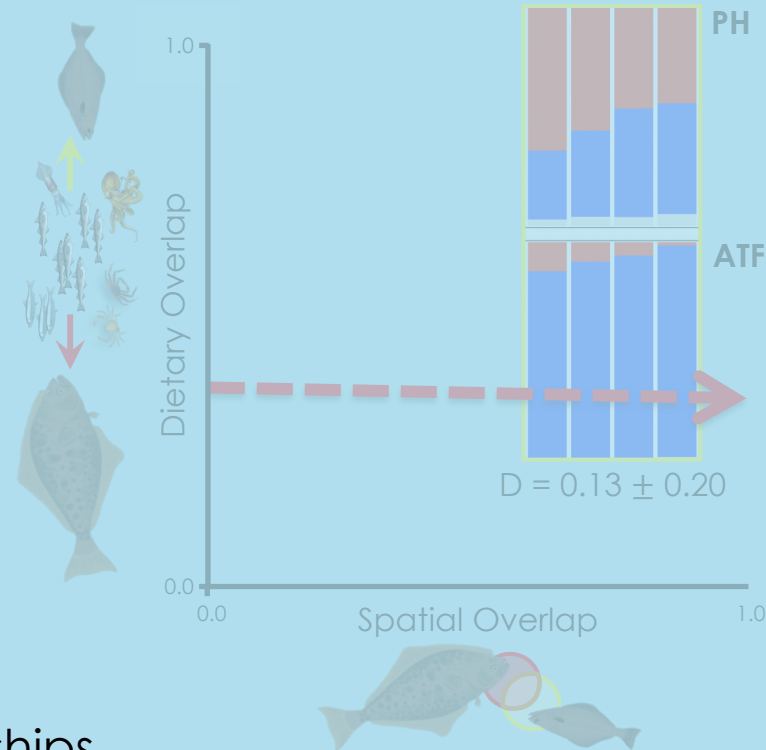 PH
1.0
Dietary Overlap
ATF
D = 0.13 ± 0.20
0.0
0.0
Spatial Overlap
1.0